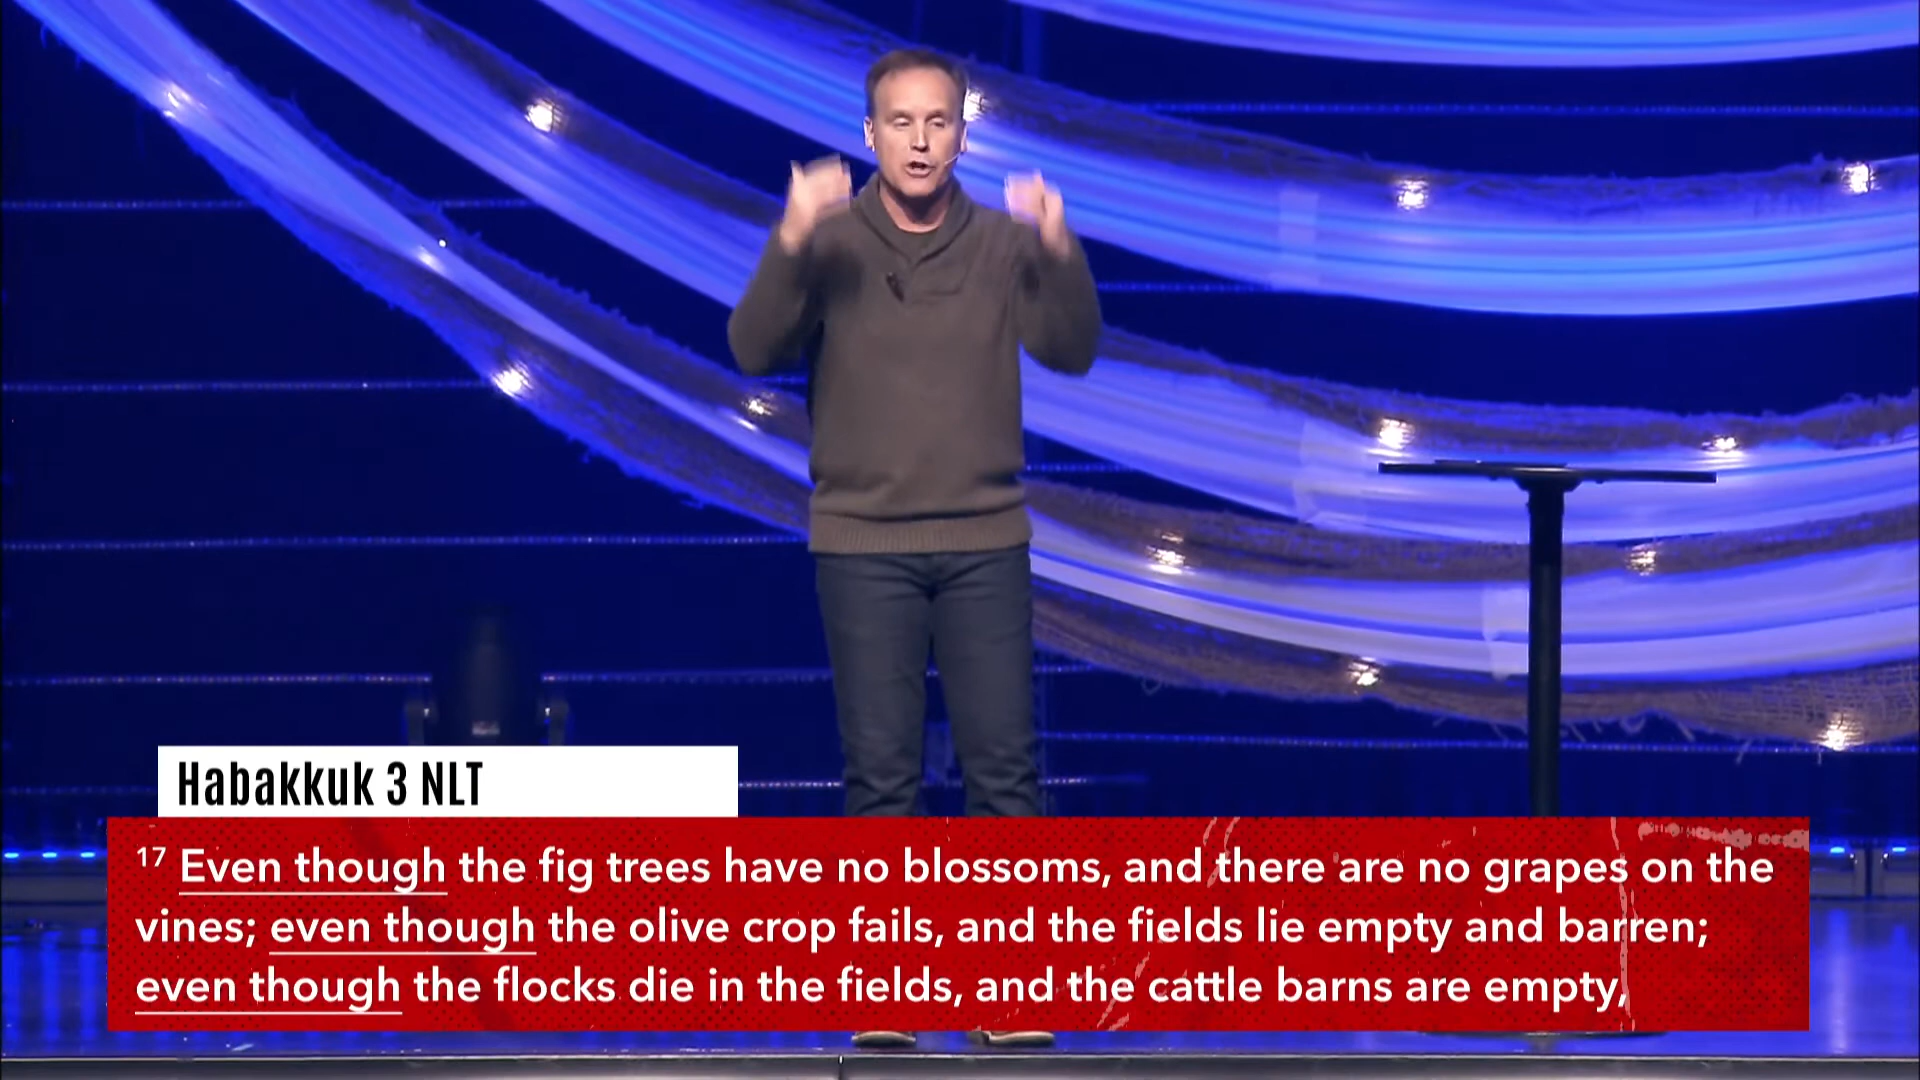 Habakkuk 3 NLT
17 Even though the fig trees have no blossoms, and there are no grapes on the
vines; even though the olive crop fails, and the fields lie empty and barren;
even though the flocks die in the fields, and the cattle barns are empty,